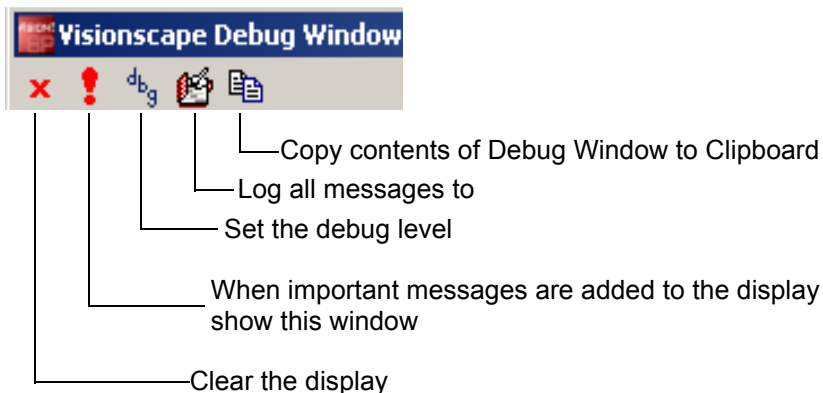 Visionscape Debug Window
dbg
Copy contents of Debug Window to Clipboard
Log all messages to
Set the debug level
When important messages are added to the display
show this window
Clear the display